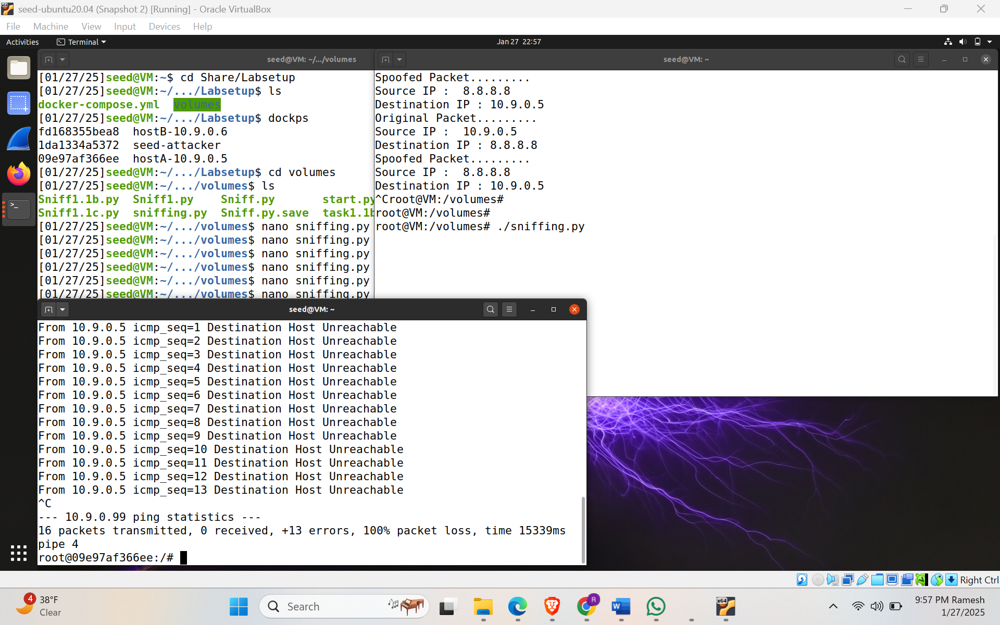 seed-ubuntu20.04 (Snapshot 2) [Running] - Oracle VirtualBox
File Machine View Input Devices Help
Activities Terminal Jan 27 22:57
seed@VM: ~/.../volumes
[01/27/25]seed@VM:~$ cd Share/Labsetup
[01/27/25]seed@VM:~/.../Labsetup$ ls
docker-compose.yml volumes
[01/27/25]seed@VM:~/.../Labsetup$ dockps
fd168355bea8 hostB-10.9.0.6
1da1334a5372 seed-attacker
09e97af366ee hostA-10.9.0.5
[01/27/25]seed@VM:~/.../Labsetup$ cd volumes
[01/27/25]seed@VM:~/.../volumes$ ls
Sniff1.1b.py Sniff1.py Sniff.py start.py
Sniff1.1c.py sniffing.py Sniff.py.save task1.1b
[01/27/25]seed@VM:~/.../volumes$ nano sniffing.py
[01/27/25]seed@VM:~/.../volumes$ nano sniffing.py
[01/27/25]seed@VM:~/.../volumes$ nano sniffing.py
[01/27/25]seed@VM:~/.../volumes$ nano sniffing.py
[01/27/25]seed@VM:~/.../volumes$ nano sniffing.py
[01/27/25]seed@VM:~/.../volumes$ nano sniffing.py
seed@VM: ~
Spoofed Packet.........
Source IP : 8.8.8.8
Destination IP : 10.9.0.5
Original Packet.........
Source IP : 10.9.0.5
Destination IP : 8.8.8.8
Spoofed Packet.........
Source IP : 8.8.8.8
Destination IP : 10.9.0.5
^Croot@VM:/volumes#
root@VM:/volumes#
root@VM:/volumes# ./sniffing.py
seed@VM: ~
From 10.9.0.5 icmp_seq=1 Destination Host Unreachable
From 10.9.0.5 icmp_seq=2 Destination Host Unreachable
From 10.9.0.5 icmp_seq=3 Destination Host Unreachable
From 10.9.0.5 icmp_seq=4 Destination Host Unreachable
From 10.9.0.5 icmp_seq=5 Destination Host Unreachable
From 10.9.0.5 icmp_seq=6 Destination Host Unreachable
From 10.9.0.5 icmp_seq=7 Destination Host Unreachable
From 10.9.0.5 icmp_seq=8 Destination Host Unreachable
From 10.9.0.5 icmp_seq=9 Destination Host Unreachable
From 10.9.0.5 icmp_seq=10 Destination Host Unreachable
From 10.9.0.5 icmp_seq=11 Destination Host Unreachable
From 10.9.0.5 icmp_seq=12 Destination Host Unreachable
From 10.9.0.5 icmp_seq=13 Destination Host Unreachable
^C
--- 10.9.0.99 ping statistics ---
16 packets transmitted, 0 received, +13 errors, 100% packet loss, time 15339ms
pipe 4
root@09e97af366ee:/#
Right Ctrl
4
38°F
Clear
Search
R
W
x64
9:57 PM Ramesh
1/27/2025